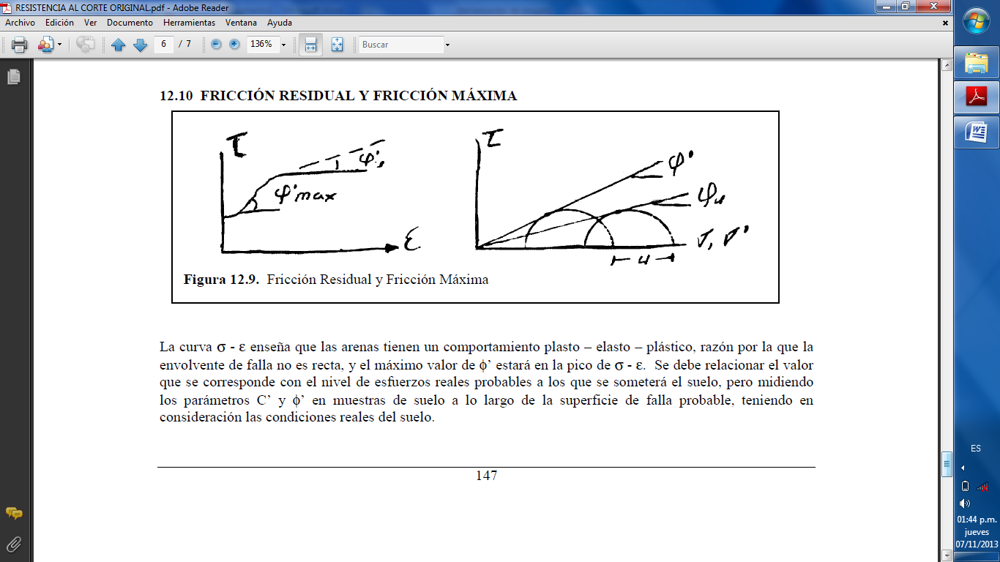 RESISTENCIA AL CORTE ORIGINAL.pdf - Adobe Reader
Archivo Edición Ver Documento Herramientas Ventana Ayuda
6 / 7 136% Buscar
12.10 FRICCIÓN RESIDUAL Y FRICCIÓN MÁXIMA
τ φ'
φ'max
ε
τ φ'
φu
σ, σ'
u
Figura 12.9. Fricción Residual y Fricción Máxima
La curva σ - ε enseña que las arenas tienen un comportamiento plasto – elasto – plástico, razón por la que la
envolvente de falla no es recta, y el máximo valor de ϕ’ estará en la pico de σ - ε. Se debe relacionar el valor
que se corresponde con el nivel de esfuerzos reales probables a los que se someterá el suelo, pero midiendo
los parámetros C’ y ϕ’ en muestras de suelo a lo largo de la superficie de falla probable, teniendo en
consideración las condiciones reales del suelo.
147
ES
01:44 p.m.
jueves
07/11/2013